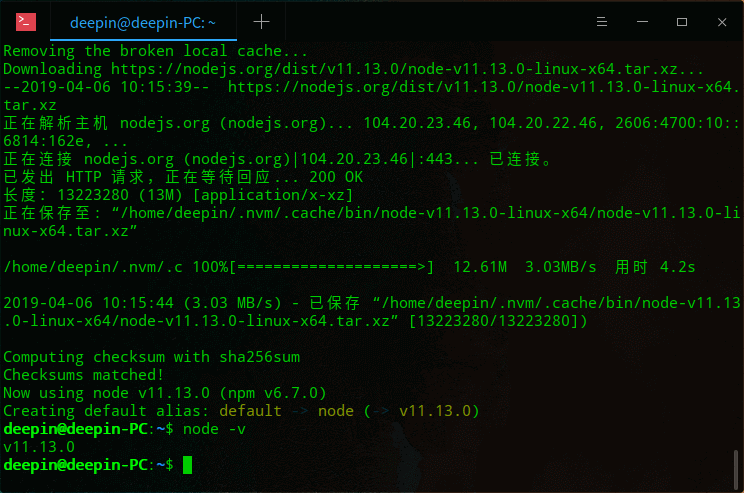 deepin@deepin-PC: ~
Removing the broken local cache...
Downloading https://nodejs.org/dist/v11.13.0/node-v11.13.0-linux-x64.tar.xz...
--2019-04-06 10:15:39--  https://nodejs.org/dist/v11.13.0/node-v11.13.0-linux-x64.
tar.xz
正在解析主机 nodejs.org (nodejs.org)... 104.20.23.46, 104.20.22.46, 2606:4700:10::
6814:162e, ...
正在连接 nodejs.org (nodejs.org)|104.20.23.46|:443... 已连接。
已发出 HTTP 请求，正在等待回应... 200 OK
长度：13223280 (13M) [application/x-xz]
正在保存至: “/home/deepin/.nvm/.cache/bin/node-v11.13.0-linux-x64/node-v11.13.0-li
nux-x64.tar.xz”
/home/deepin/.nvm/.c 100%[====================>]  12.61M  3.03MB/s  用时 4.2s
2019-04-06 10:15:44 (3.03 MB/s) - 已保存 “/home/deepin/.nvm/.cache/bin/node-v11.13
.0-linux-x64/node-v11.13.0-linux-x64.tar.xz” [13223280/13223280])
Computing checksum with sha256sum
Checksums matched!
Now using node v11.13.0 (npm v6.7.0)
Creating default alias: default -> node (-> v11.13.0)
deepin@deepin-PC:~$ node -v
v11.13.0
deepin@deepin-PC:~$